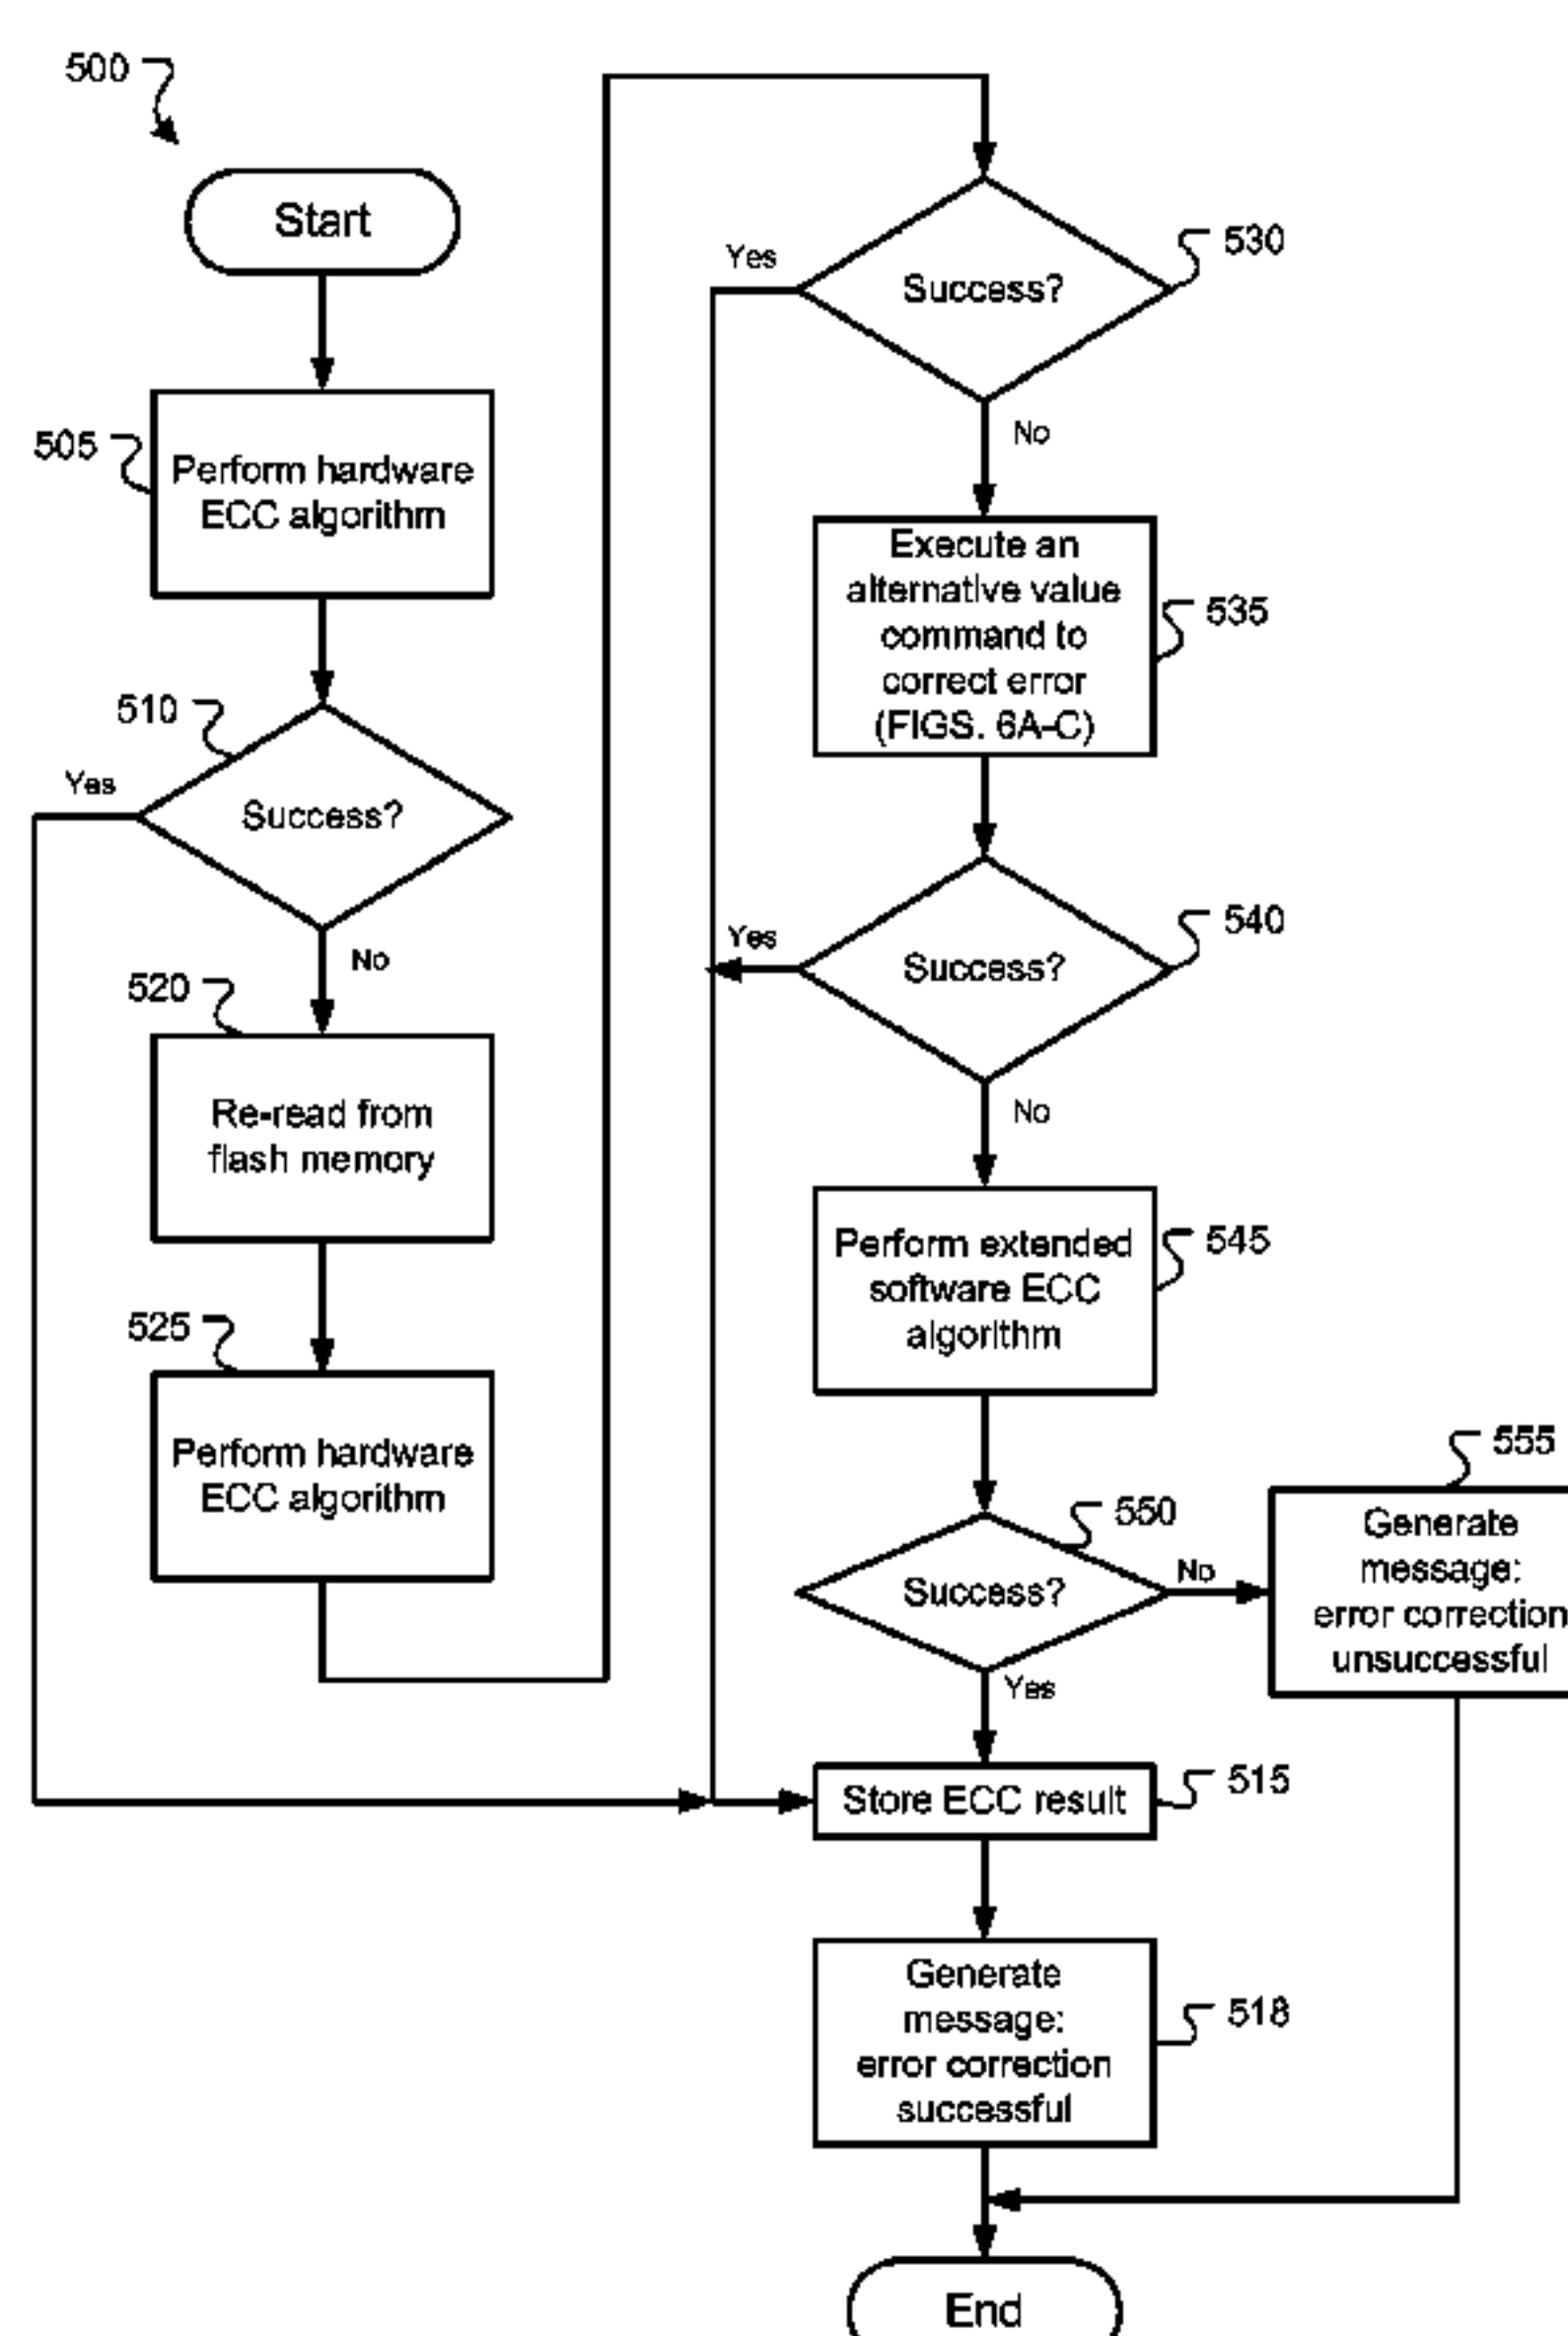 500
Start
505
Perform hardware
ECC algorithm
510
Yes
Success?
No
520
Re-read from
flash memory
525
Perform hardware
ECC algorithm
Yes
Success?
530
No
Execute an
alternative value
command to
correct error
(FIGS. 6A-C)
535
Yes
Success?
540
No
Perform extended
software ECC
algorithm
545
550
Success?
No
Yes
555
Generate
message:
error correction
unsuccessful
Store ECC result
515
Generate
message:
error correction
successful
518
End